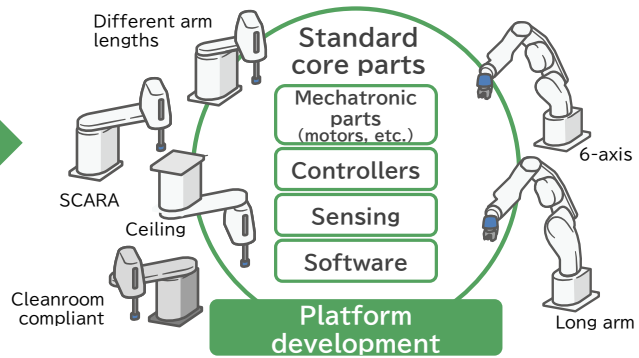 Different arm
lengths
Standard
core parts
Mechatronic
parts
(motors, etc.)
Controllers
Sensing
Software
SCARA
Ceiling
Cleanroom
compliant
6-axis
Long arm
Platform
development